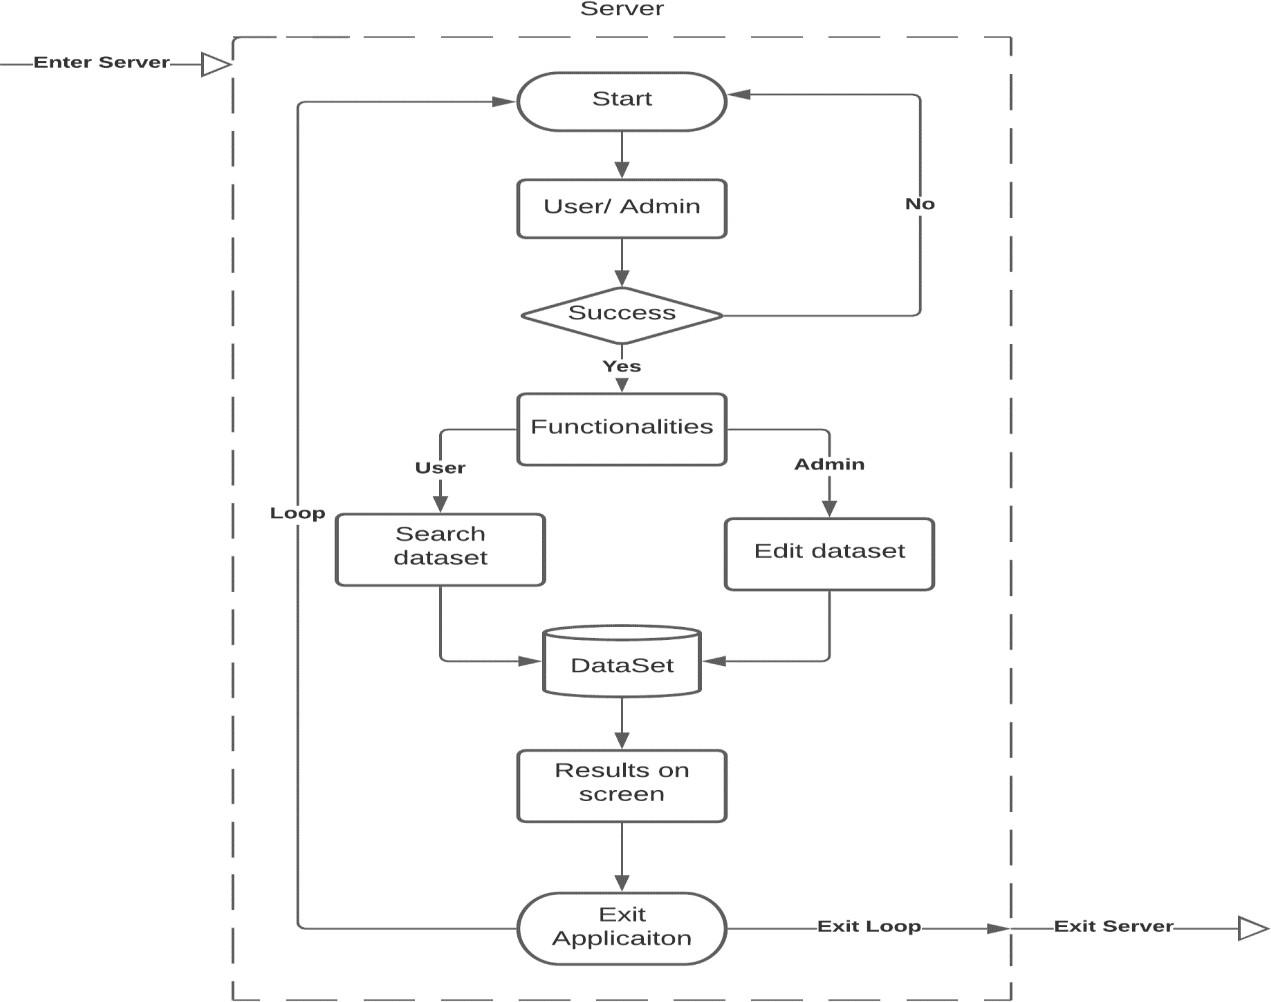 Server
Enter Server
Start
User/ Admin
No
Success
Yes
Functionalities
User
Admin
Loop
Search
dataset
Edit dataset
DataSet
Results on
screen
Exit
Applicaiton
Exit Loop
Exit Server